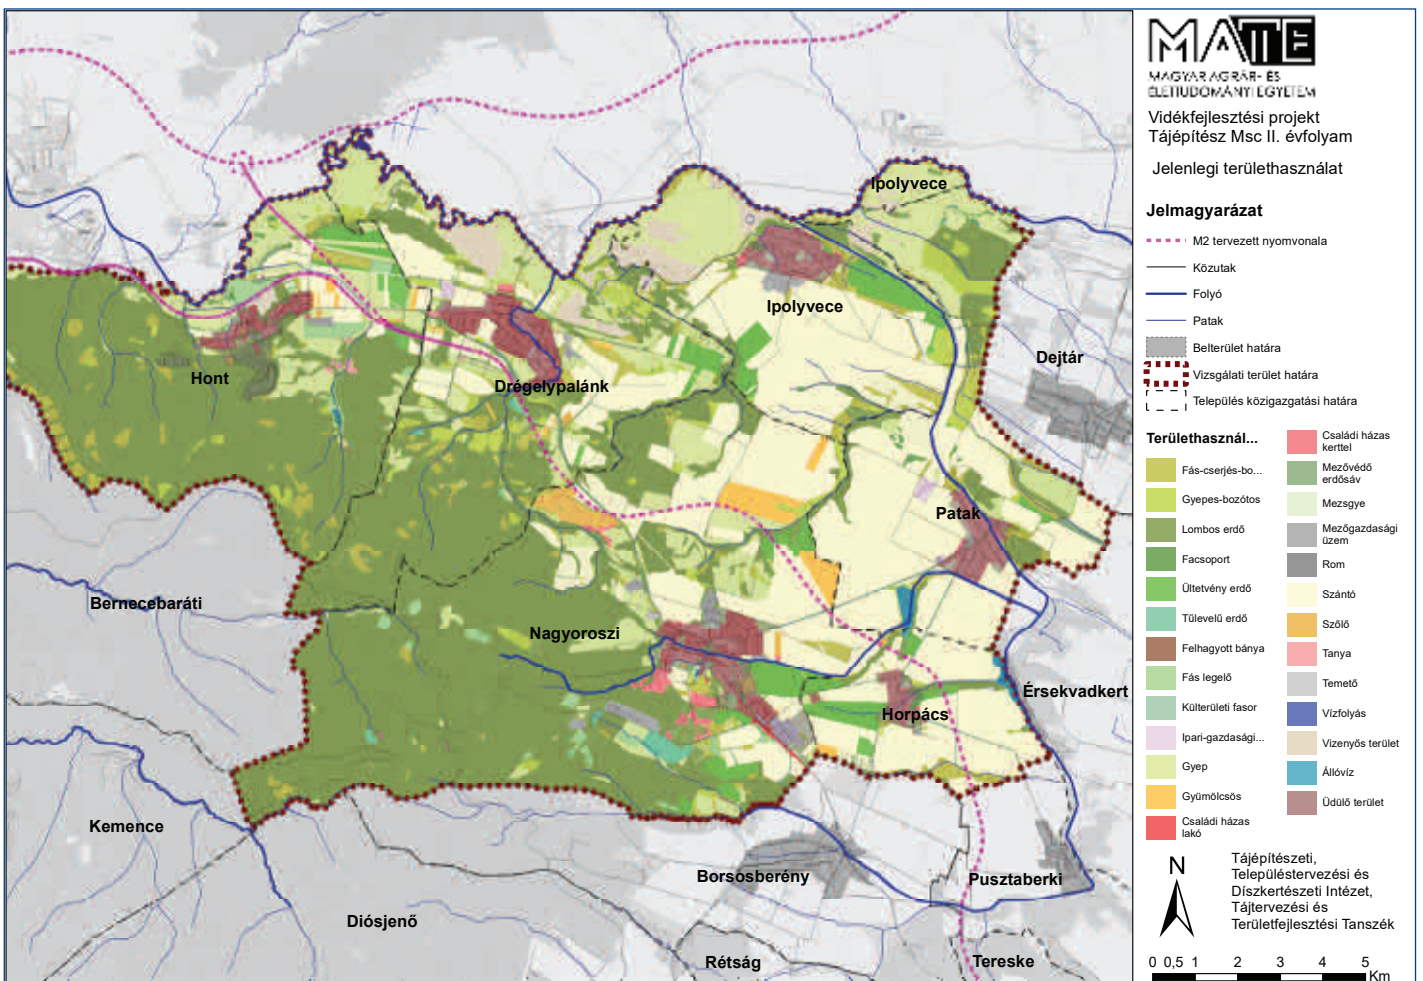 MATE
MAGYAR AGRÁR- ÉS
ÉLETTUDOMÁNYI EGYETEM
Vidékfejlesztési projekt
Tájépítész Msc II. évfolyam
Jelenlegi területhasználat
Jelmagyarázat
M2 tervezett nyomvonala
Közutak
Folyó
Patak
Belterület határa
Vizsgálati terület határa
Település közigazgatási határa
Területhasznál...
Fás-cserjés-bo...
Gyepes-bozótos
Lombos erdő
Facsoport
Ültetvény erdő
Tűlevelű erdő
Felhagyott bánya
Fás legelő
Külterületi fasor
Ipari-gazdasági...
Gyep
Gyümölcsös
Családi házas
lakó
Családi házas
kerttel
Mezővédő
erdősáv
Mezsgye
Mezőgazdasági
üzem
Rom
Szántó
Szőlő
Tanya
Temető
Vízfolyás
Vizenyős terület
Állóvíz
Üdülő terület
N
Tájépítészeti,
Településtervezési és
Díszkertészeti Intézet,
Tájtervezési és
Területfejlesztési Tanszék
0 0,5 1 2 3 4 5
Km
Ipolyvece
Ipolyvece
Dejtár
Hont
Drégelypalánk
Patak
Bernecebaráti
Nagyoroszi
Érsekvadkert
Horpács
Kemence
Borsosberény
Pusztaberki
Diósjenő
Rétság
Tereske